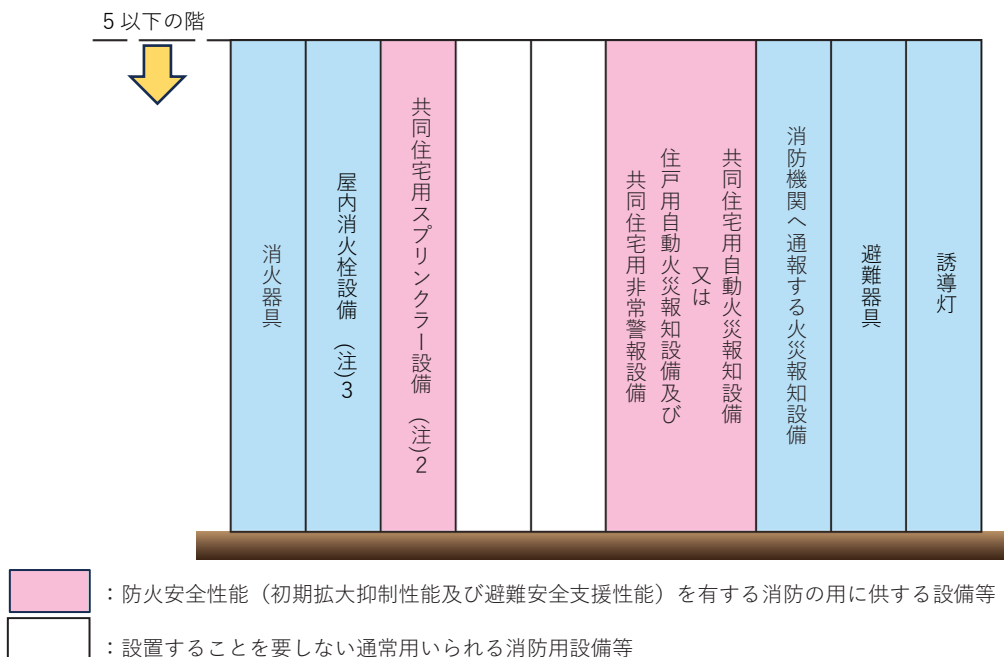 5以下の階
消火器具
屋内消火栓設備 (注)3
共同住宅用スプリンクラー設備 (注)2
共同住宅用自動火災報知設備
又は
住戸用自動火災報知設備及び
共同住宅用非常警報設備
消防機関へ通報する火災報知設備
避難器具
誘導灯
：防火安全性能（初期拡大抑制性能及び避難安全支援性能）を有する消防の用に供する設備等
：設置することを要しない通常用いられる消防用設備等